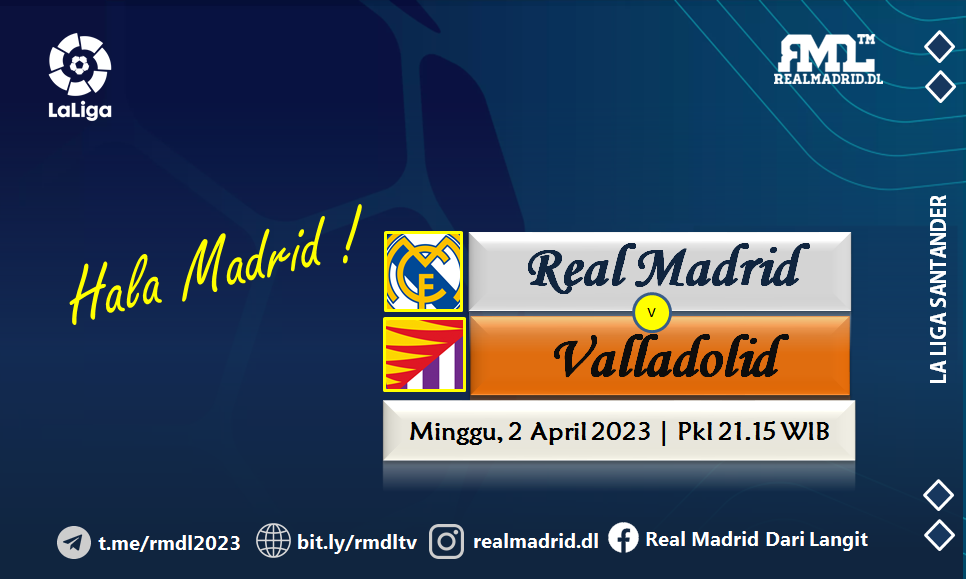 LaLiga
RML™
REALMADRID.DL
Hala Madrid !
Real Madrid
v
Valladolid
Minggu, 2 April 2023 | Pkl 21.15 WIB
LA LIGA SANTANDER
t.me/rmdl2023
bit.ly/rmdltv
realmadrid.dl
Real Madrid Dari Langit